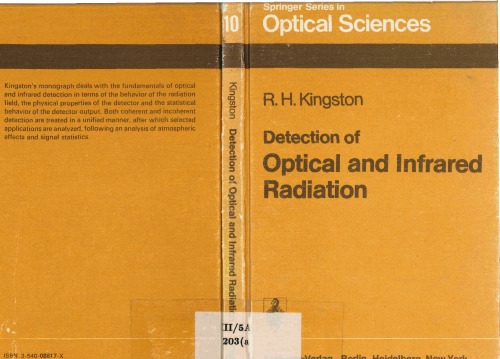 Kingston's monograph deals with the fundamentals of optical
and infrared detection in terms of the behavior of the radiation
field, the physical properties of the detector and the statistical
behavior of the detector output. Both coherent and incoherent
detection are treated in a unified manner, after which selected
applications are analyzed, following an analysis of atmospheric
effects and signal statistics.
ISBN 3-540-08617-X
10
Kingston Detection of Optical and Infrared Radiati
II/5A
203(a
Springer Series in
Optical Sciences
R. H. Kingston
Detection of
Optical and Infrared
Radiation
-Verlag Berlin Heidelberg New York